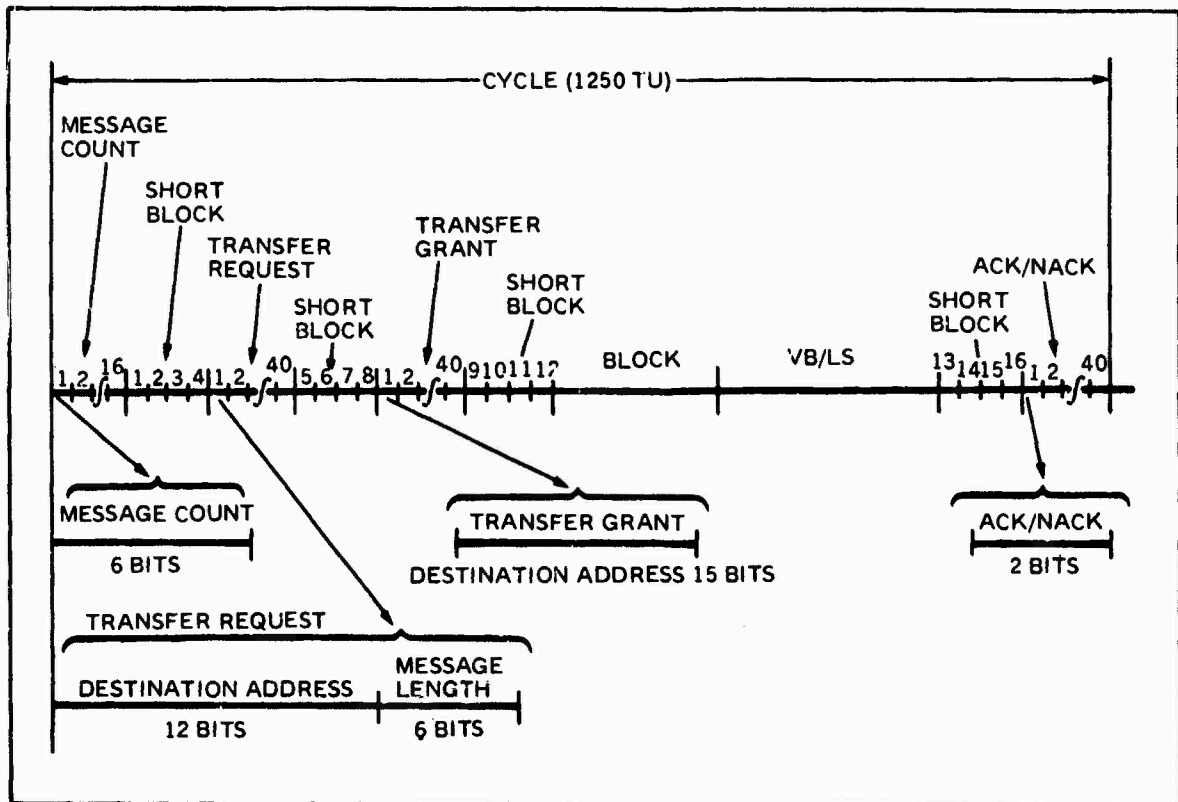 CYCLE (1250 TU)
MESSAGE
COUNT
SHORT
BLOCK
TRANSFER
REQUEST
SHORT
BLOCK
TRANSFER
GRANT
SHORT
BLOCK
BLOCK
VB/LS
SHORT
BLOCK
ACK/NACK
1 2 16 1 2 3 4 1 2 40 5 6 7 8 1 2 40 9 10 11 12 13 14 15 16 1 2 40
MESSAGE COUNT
6 BITS
TRANSFER GRANT
DESTINATION ADDRESS 15 BITS
ACK/NACK
2 BITS
TRANSFER REQUEST
DESTINATION ADDRESS
12 BITS
MESSAGE
LENGTH
6 BITS